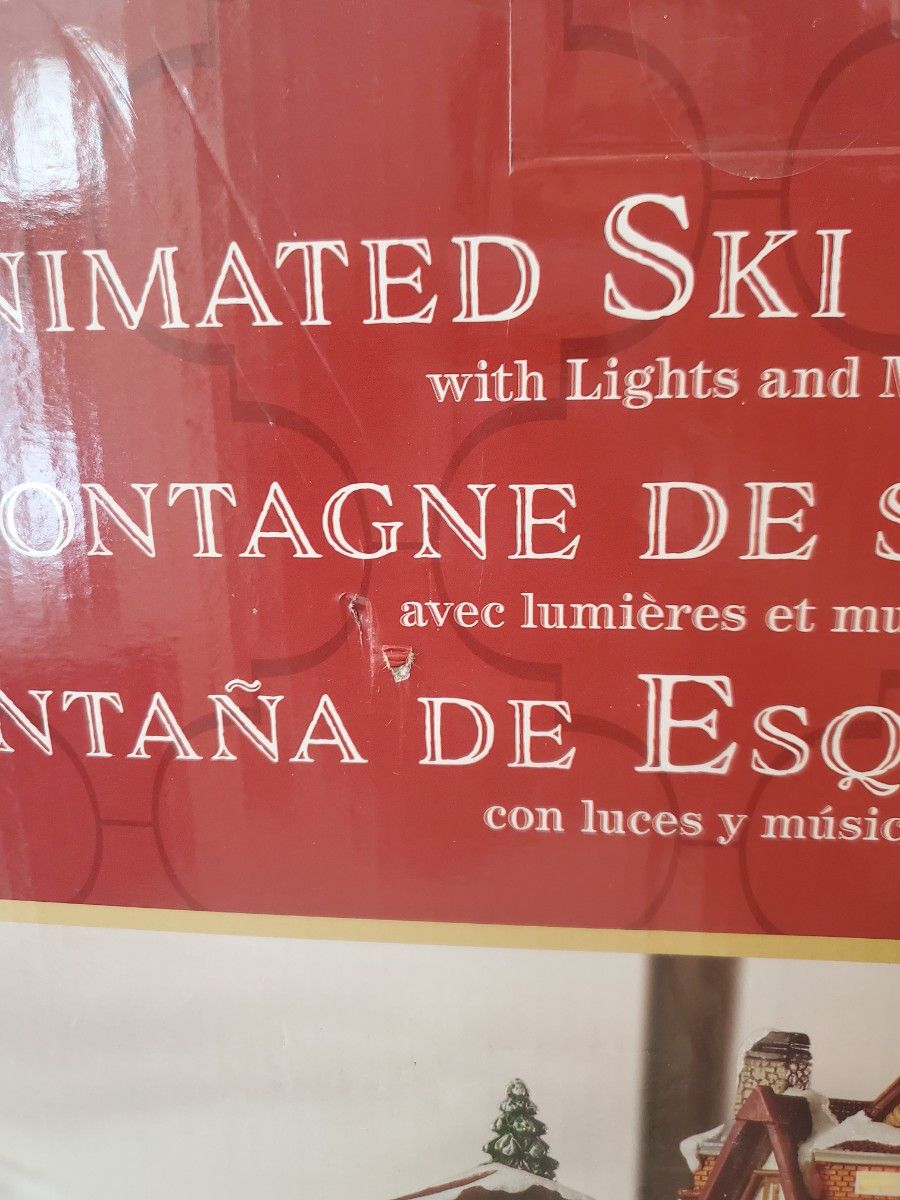 NIMATED SKI
with Lights and M
ONTAGNE DE S
avec lumières et mu
NTAÑA DE ESQ
con luces y músic